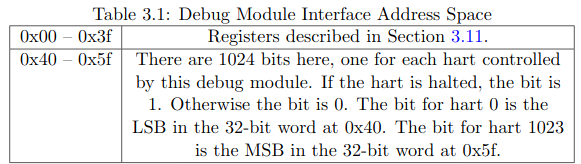 Table 3.1: Debug Module Interface Address Space
0x00 – 0x3f Registers described in Section 3.11.
0x40 – 0x5f There are 1024 bits here, one for each hart controlled
by this debug module. If the hart is halted, the bit is
1. Otherwise the bit is 0. The bit for hart 0 is the
LSB in the 32-bit word at 0x40. The bit for hart 1023
is the MSB in the 32-bit word at 0x5f.